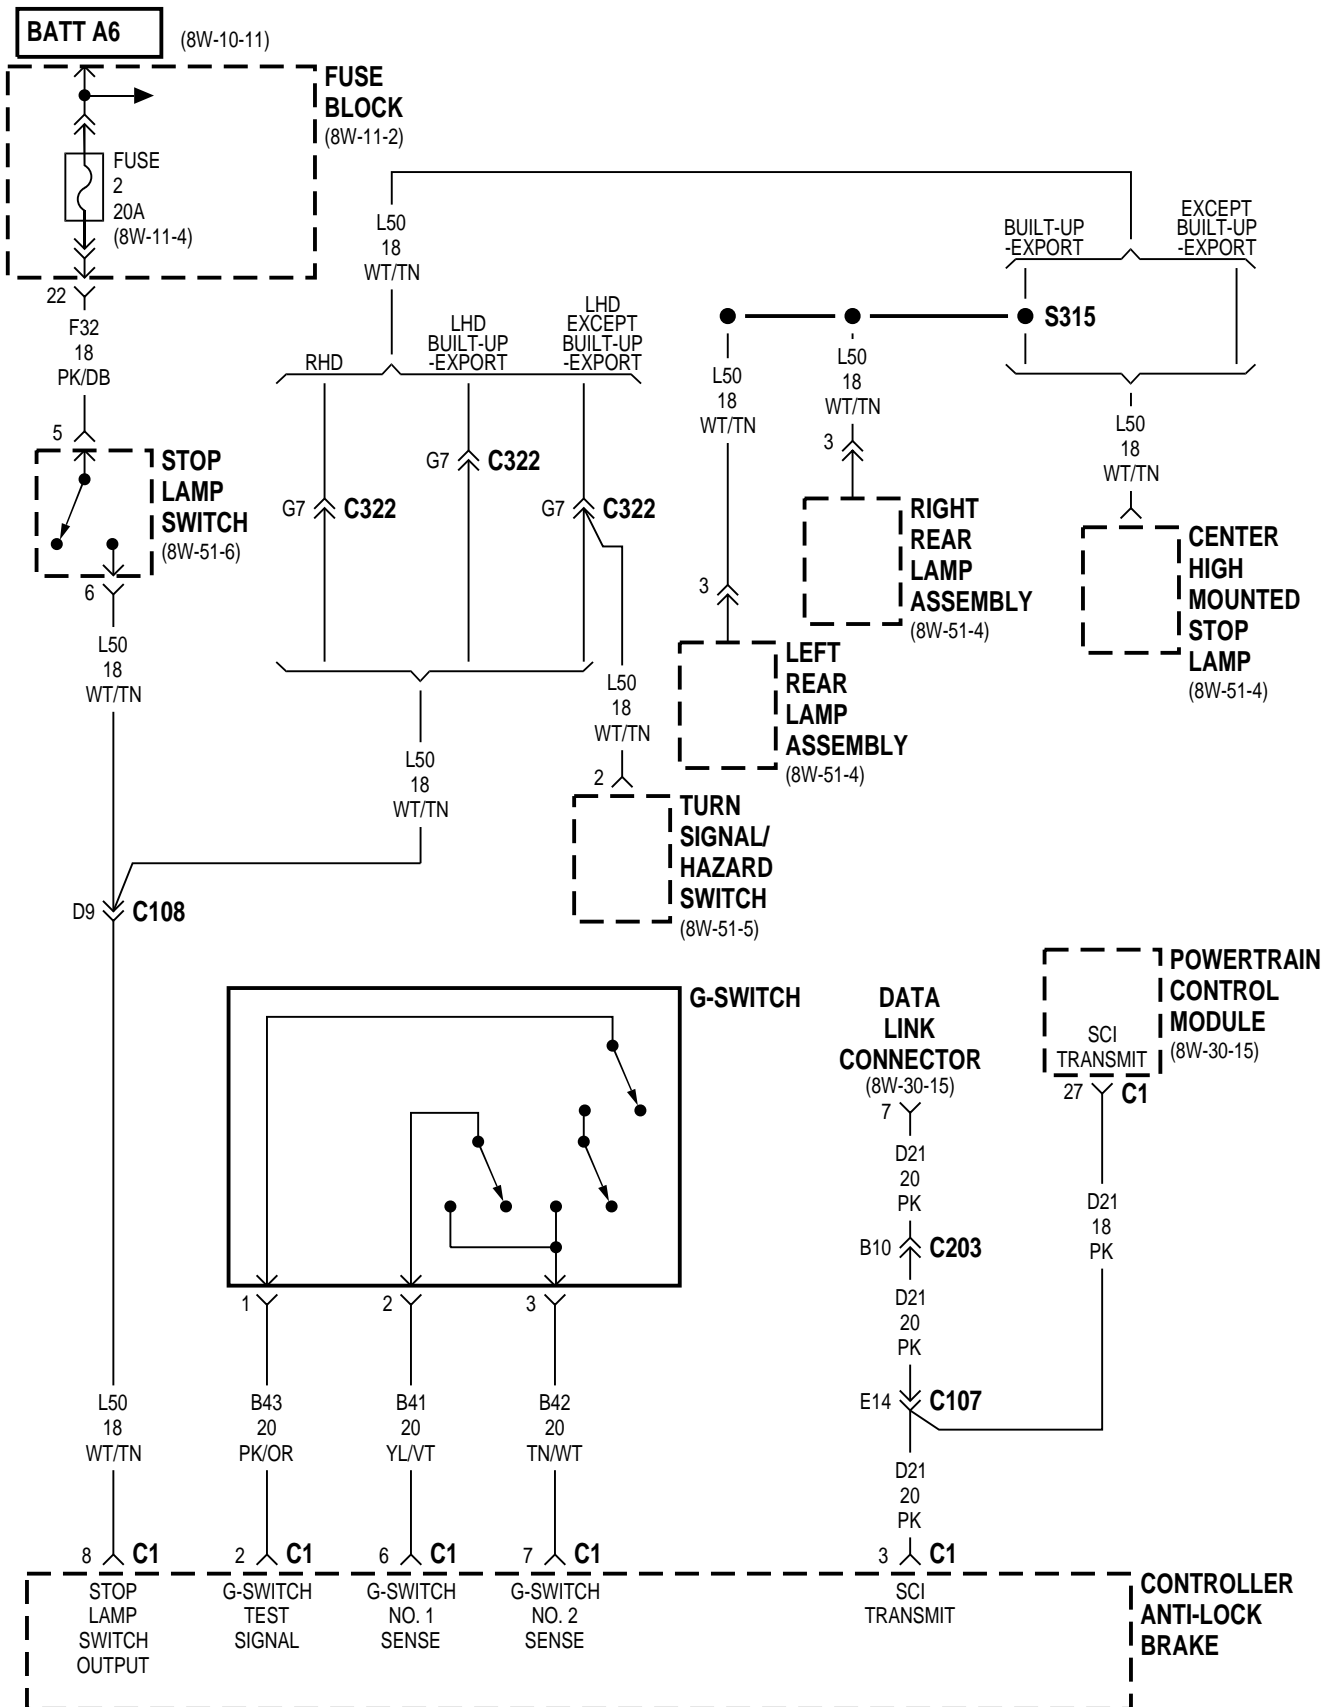 BATT A6
(8W-10-11)
FUSE
BLOCK
(8W-11-2)
FUSE
2
20A
(8W-11-4)
22
F32
18
PK/DB
5
STOP
LAMP
SWITCH
(8W-51-6)
6
L50
18
WT/TN
L50
18
WT/TN
RHD
LHD
BUILT-UP
-EXPORT
LHD
EXCEPT
BUILT-UP
-EXPORT
G7 C322
G7 C322
G7 C322
L50
18
WT/TN
L50
18
WT/TN
2
TURN
SIGNAL/
HAZARD
SWITCH
(8W-51-5)
BUILT-UP
-EXPORT
EXCEPT
BUILT-UP
-EXPORT
S315
L50
18
WT/TN
3
LEFT
REAR
LAMP
ASSEMBLY
(8W-51-4)
L50
18
WT/TN
3
RIGHT
REAR
LAMP
ASSEMBLY
(8W-51-4)
L50
18
WT/TN
CENTER
HIGH
MOUNTED
STOP
LAMP
(8W-51-4)
D9 C108
G-SWITCH
1
2
3
DATA
LINK
CONNECTOR
(8W-30-15)
7
D21
20
PK
B10 C203
D21
20
PK
E14 C107
D21
20
PK
POWERTRAIN
CONTROL
MODULE
(8W-30-15)
SCI
TRANSMIT
27 C1
D21
18
PK
L50
18
WT/TN
B43
20
PK/OR
B41
20
YL/VT
B42
20
TN/WT
8 C1
2 C1
6 C1
7 C1
3 C1
STOP
LAMP
SWITCH
OUTPUT
G-SWITCH
TEST
SIGNAL
G-SWITCH
NO. 1
SENSE
G-SWITCH
NO. 2
SENSE
SCI
TRANSMIT
CONTROLLER
ANTI-LOCK
BRAKE